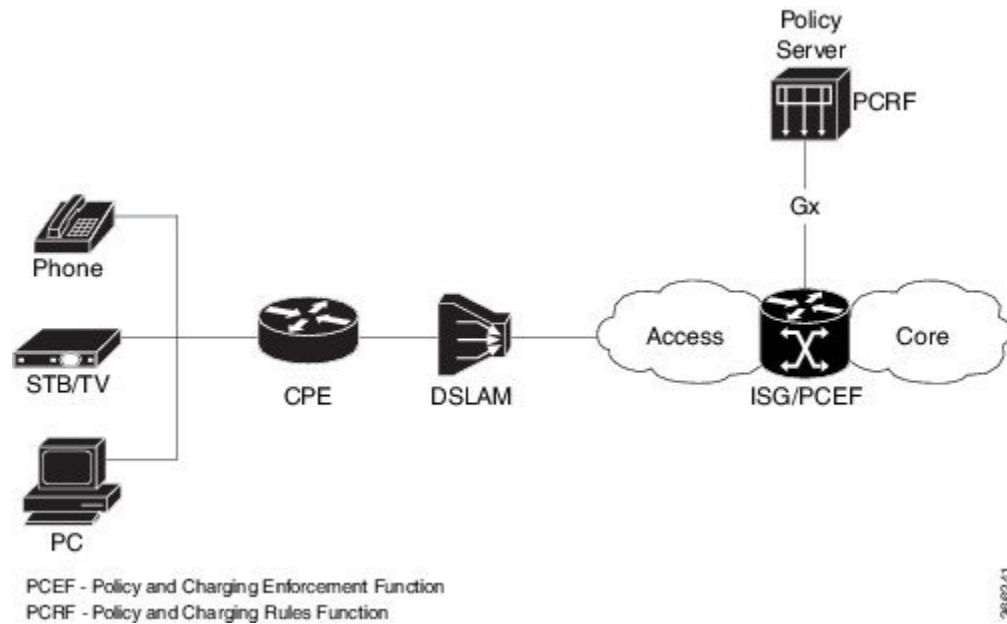 Policy
Server
PCRF
Gx
Phone
STB/TV
PC
CPE
DSLAM
Access
ISG/PCEF
Core
PCEF - Policy and Charging Enforcement Function
PCRF - Policy and Charging Rules Function